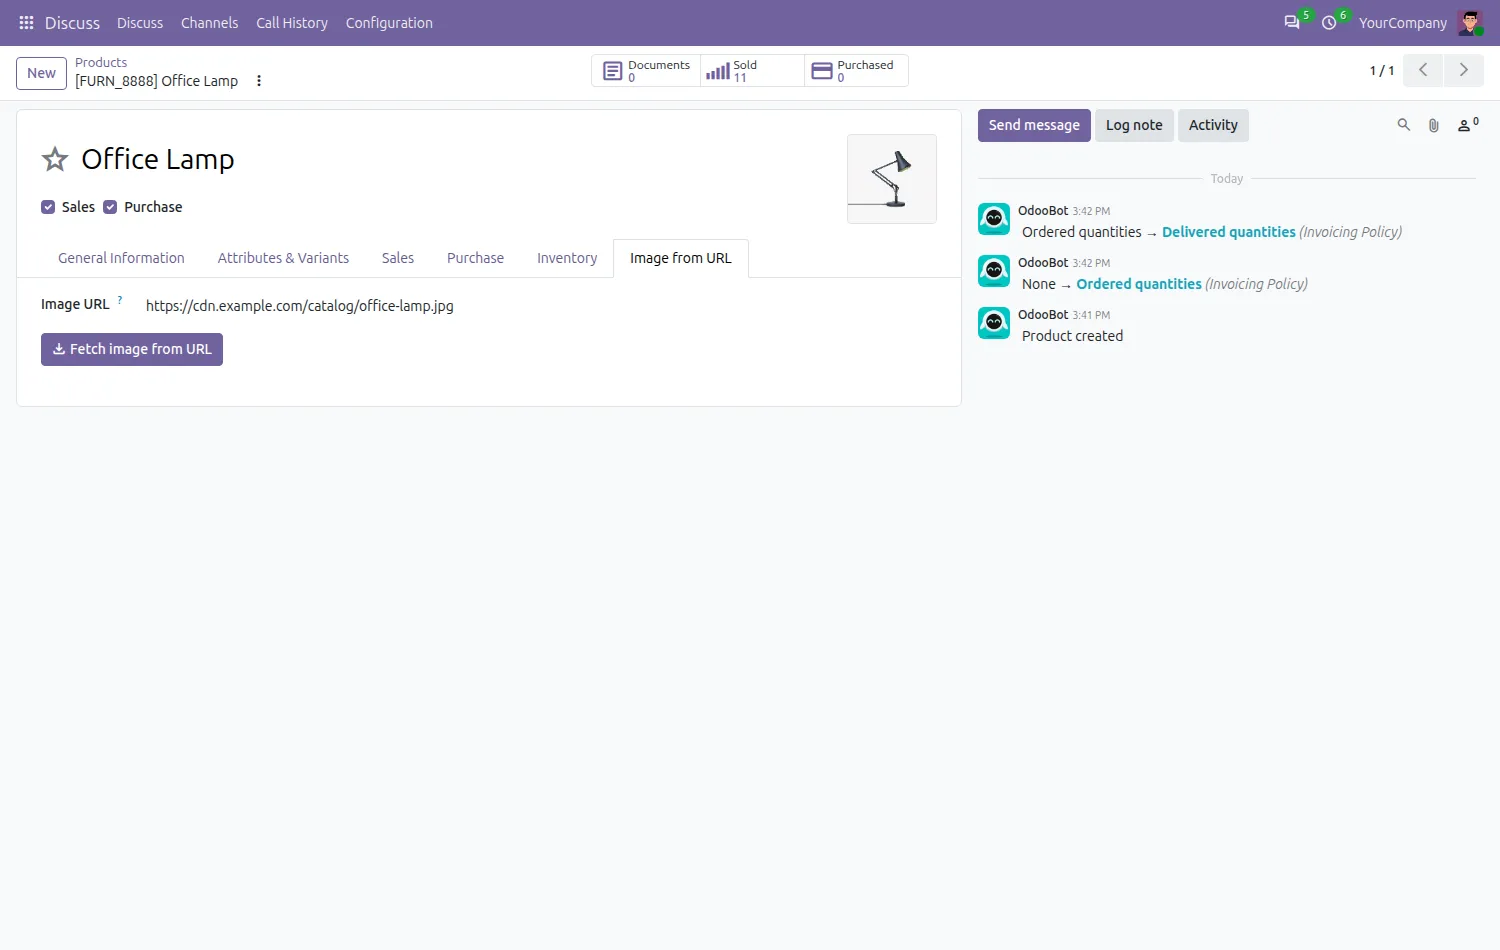 Discuss Discuss Channels Call History Configuration 5 6 YourCompany
New
Products
[FURN_8888] Office Lamp
Documents
0
Sold
11
Purchased
0
1 / 1
Office Lamp
Sales Purchase
General Information Attributes & Variants Sales Purchase Inventory Image from URL
Image URL ? https://cdn.example.com/catalog/office-lamp.jpg
Fetch image from URL
Send message Log note Activity 0
Today
OdooBot 3:42 PM
Ordered quantities → Delivered quantities (Invoicing Policy)
OdooBot 3:42 PM
None → Ordered quantities (Invoicing Policy)
OdooBot 3:41 PM
Product created